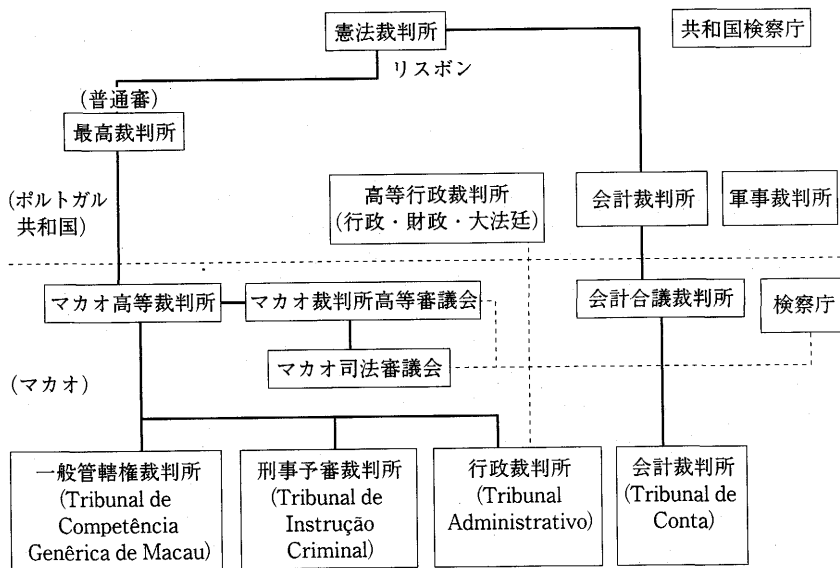 憲法裁判所
共和国検察庁
リスボン
(普通審)
最高裁判所
(ポルトガル
共和国)
高等行政裁判所
(行政・財政・大法廷)
会計裁判所
軍事裁判所
マカオ高等裁判所
マカオ裁判所高等審議会
会計合議裁判所
検察庁
マカオ司法審議会
(マカオ)
一般管轄権裁判所
(Tribunal de
Competência
Genêrica de Macau)
刑事予審裁判所
(Tribunal de
Instrução
Criminal)
行政裁判所
(Tribunal
Administrativo)
会計裁判所
(Tribunal de
Conta)